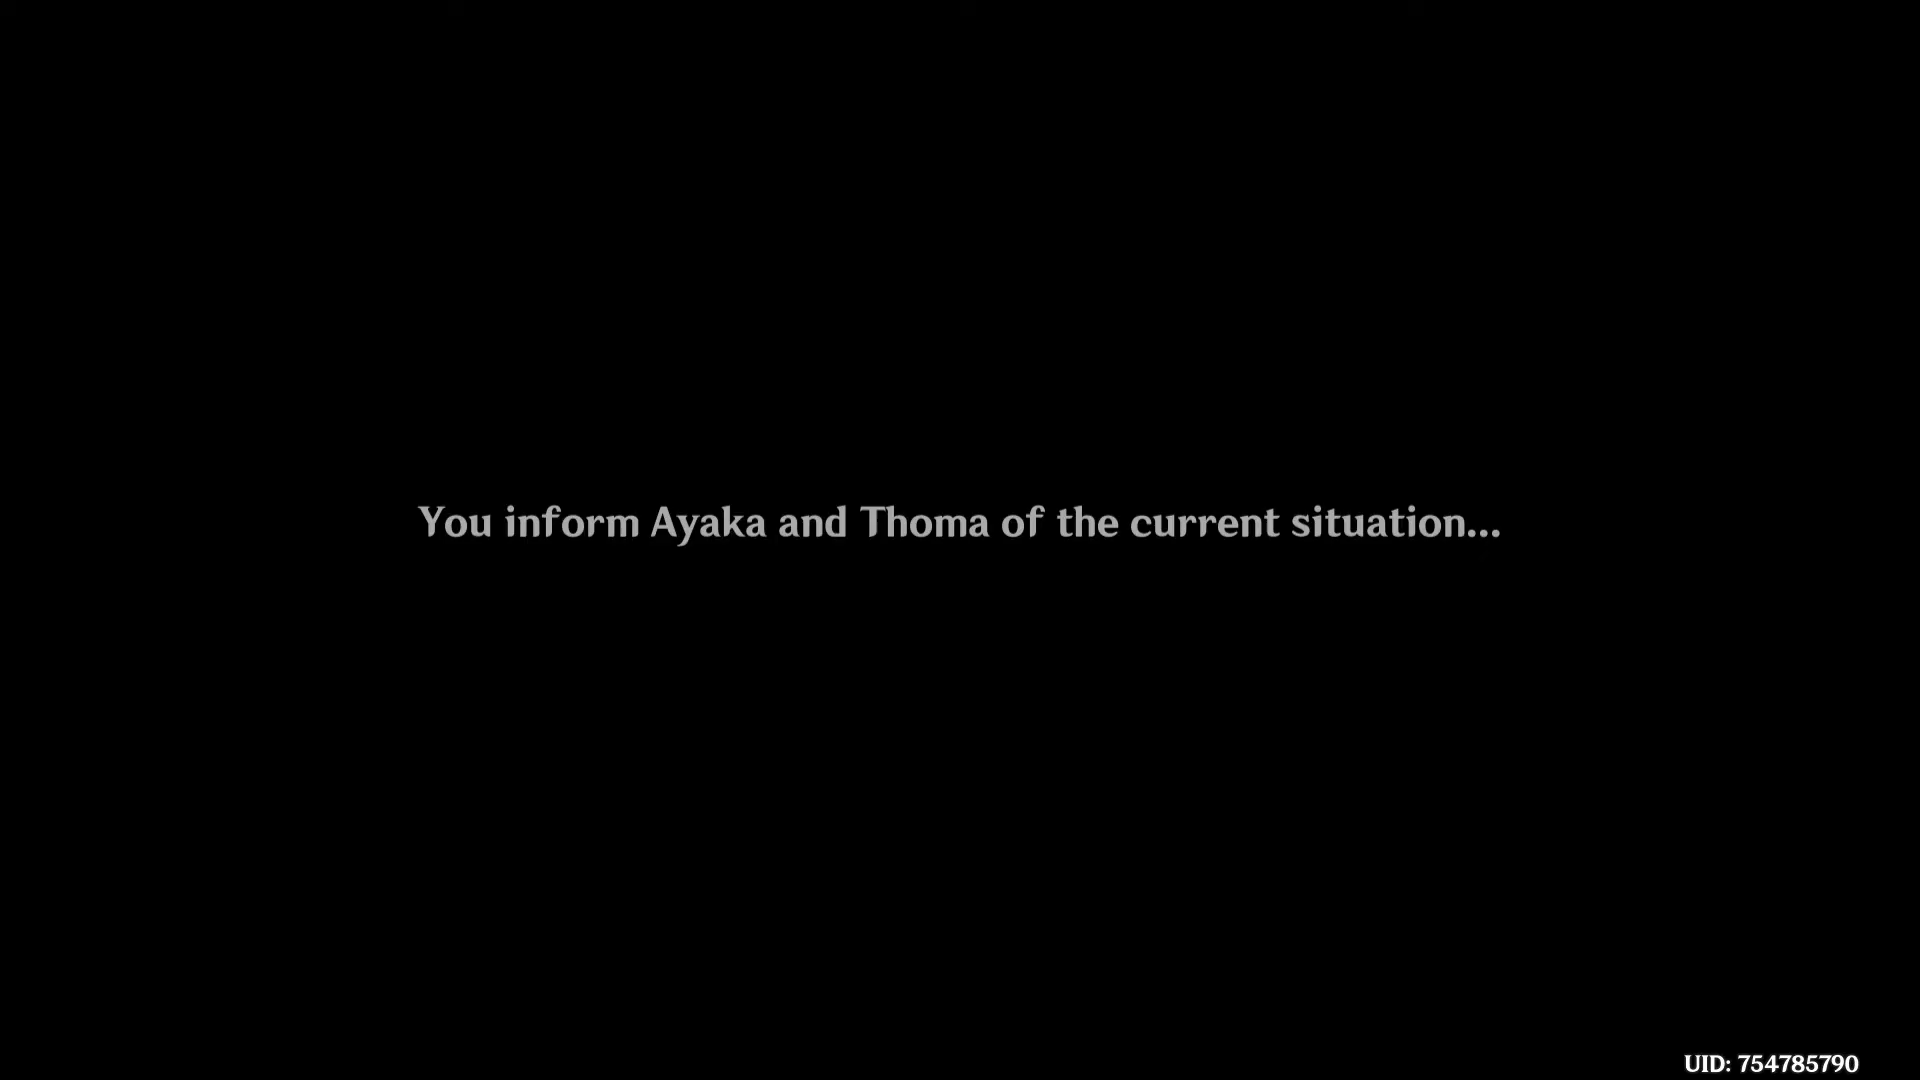 You inform Ayaka and Thoma of the current situation...
UID: 754785790